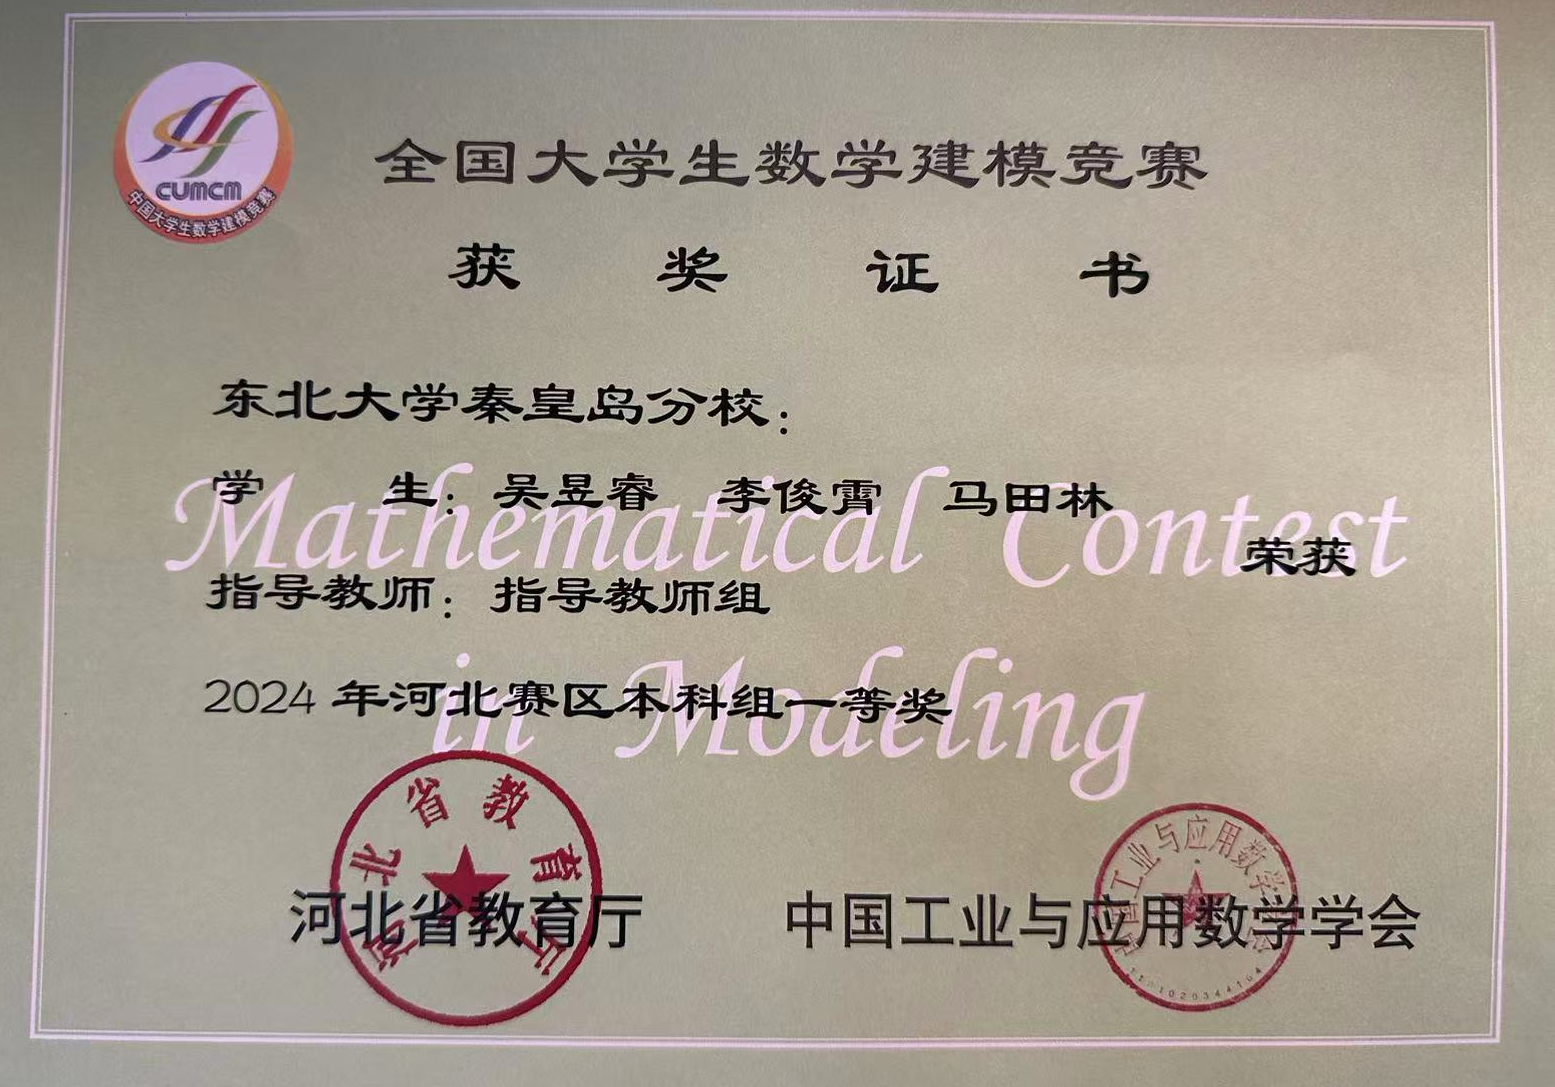 CUMCM
中国大学生数学建模竞赛
全国大学生数学建模竞赛
获 奖 证 书
东北大学秦皇岛分校：
学 生：吴昱睿 李俊霄 马田林
荣获
指导教师：指导教师组
2024 年河北赛区本科组一等奖
Mathematical Contest
in Modeling
河北省教育厅
河北省教育厅
中国工业与应用数学学会
中国工业与应用数学学会